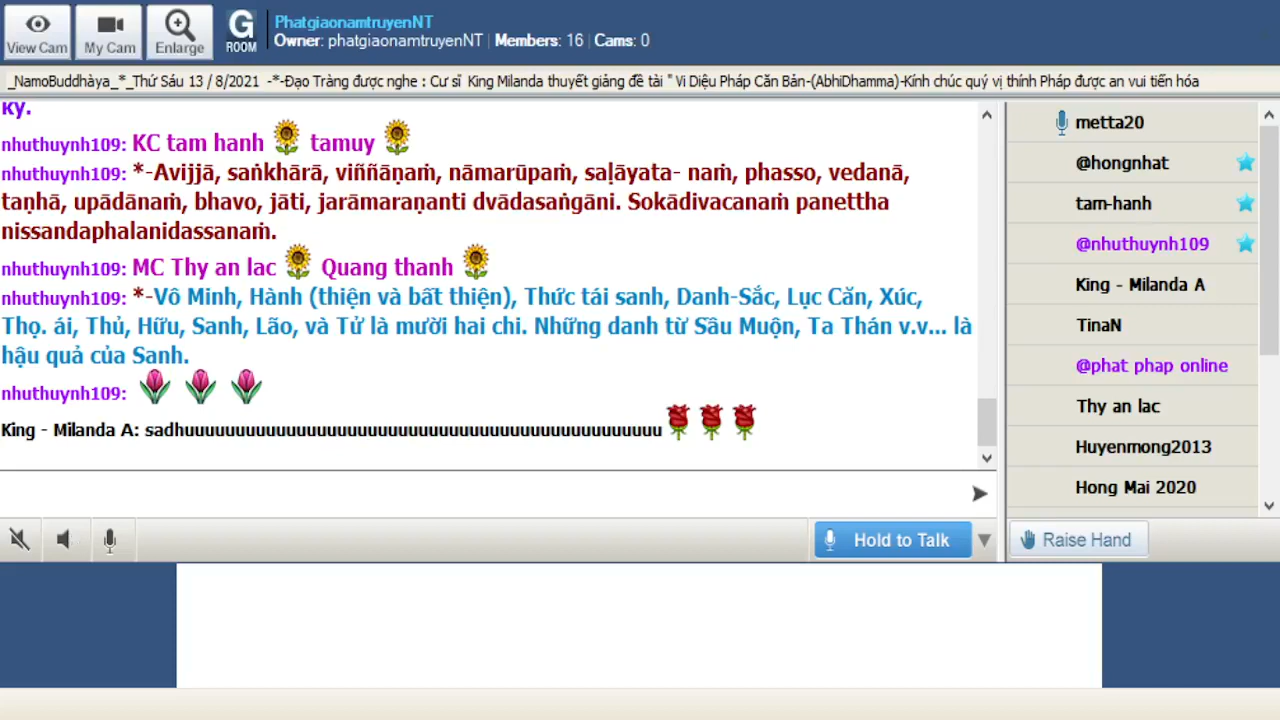 View Cam
My Cam
Enlarge
G
ROOM
PhatgiaonamtruyenNT
Owner: phatgiaonamtruyenNT | Members: 16 | Cams: 0
_NamoBuddhàya_*_Thứ Sáu 13 / 8/2021 -*-Đạo Tràng được nghe : Cư sĩ King Milanda thuyết giảng đề tài " Vi Diệu Pháp Căn Bản-(AbhiDhamma)-Kính chúc quý vị thính Pháp được an vui tiến hóa
ky.
nhuthuynh109: KC tam hanh tamuy
nhuthuynh109: *-Avijjā, saṅkhārā, viññāṇaṁ, nāmarūpaṁ, saḷāyata- naṁ, phasso, vedanā,
taṇhā, upādānaṁ, bhavo, jāti, jarāmaraṇanti dvādasaṅgāni. Sokādivacanaṁ panettha
nissandaphalanidassanaṁ.
nhuthuynh109: MC Thy an lac Quang thanh
nhuthuynh109: *-Vô Minh, Hành (thiện và bất thiện), Thức tái sanh, Danh-Sắc, Lục Căn, Xúc,
Thọ. ái, Thủ, Hữu, Sanh, Lão, và Tử là mười hai chi. Những danh từ Sầu Muộn, Ta Thán v.v... là
hậu quả của Sanh.
nhuthuynh109:
King - Milanda A: sadhuuuuuuuuuuuuuuuuuuuuuuuuuuuuuuuuuuuuuuuuuuuuuuu
Hold to Talk
metta20
@hongnhat
tam-hanh
@nhuthuynh109
King - Milanda A
TinaN
@phat phap online
Thy an lac
Huyenmong2013
Hong Mai 2020
Raise Hand